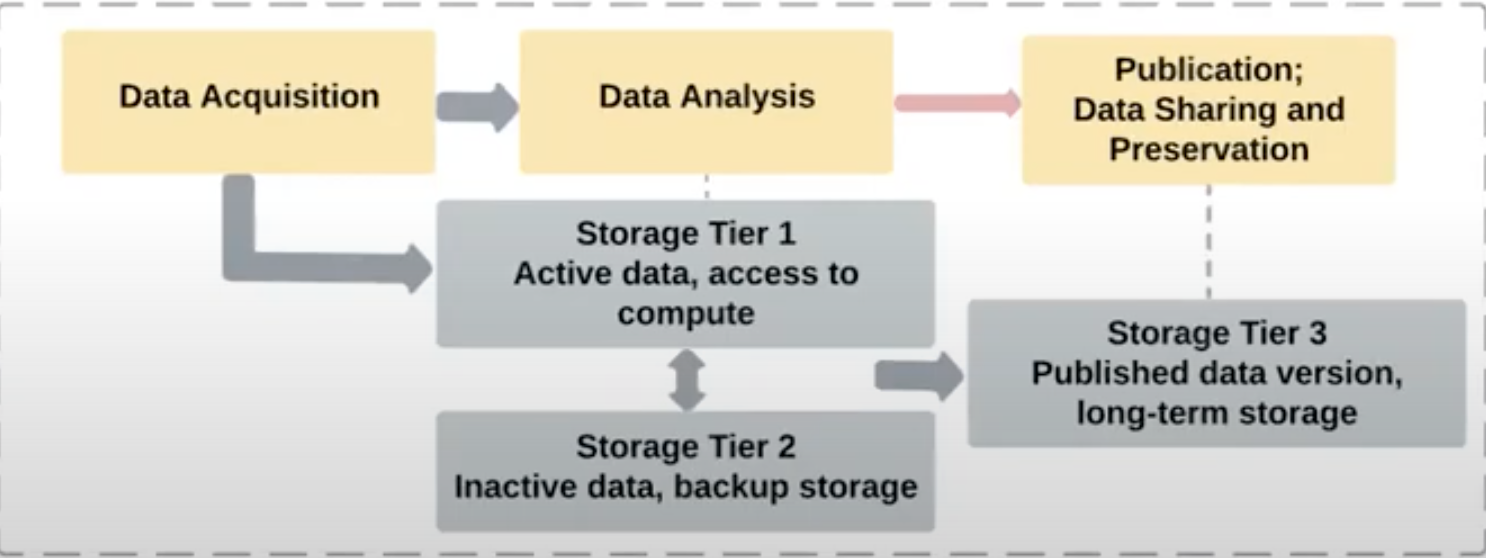 Data Acquisition
Data Analysis
Publication;
Data Sharing and
Preservation
Storage Tier 1
Active data, access to
compute
Storage Tier 3
Published data version,
long-term storage
Storage Tier 2
Inactive data, backup storage